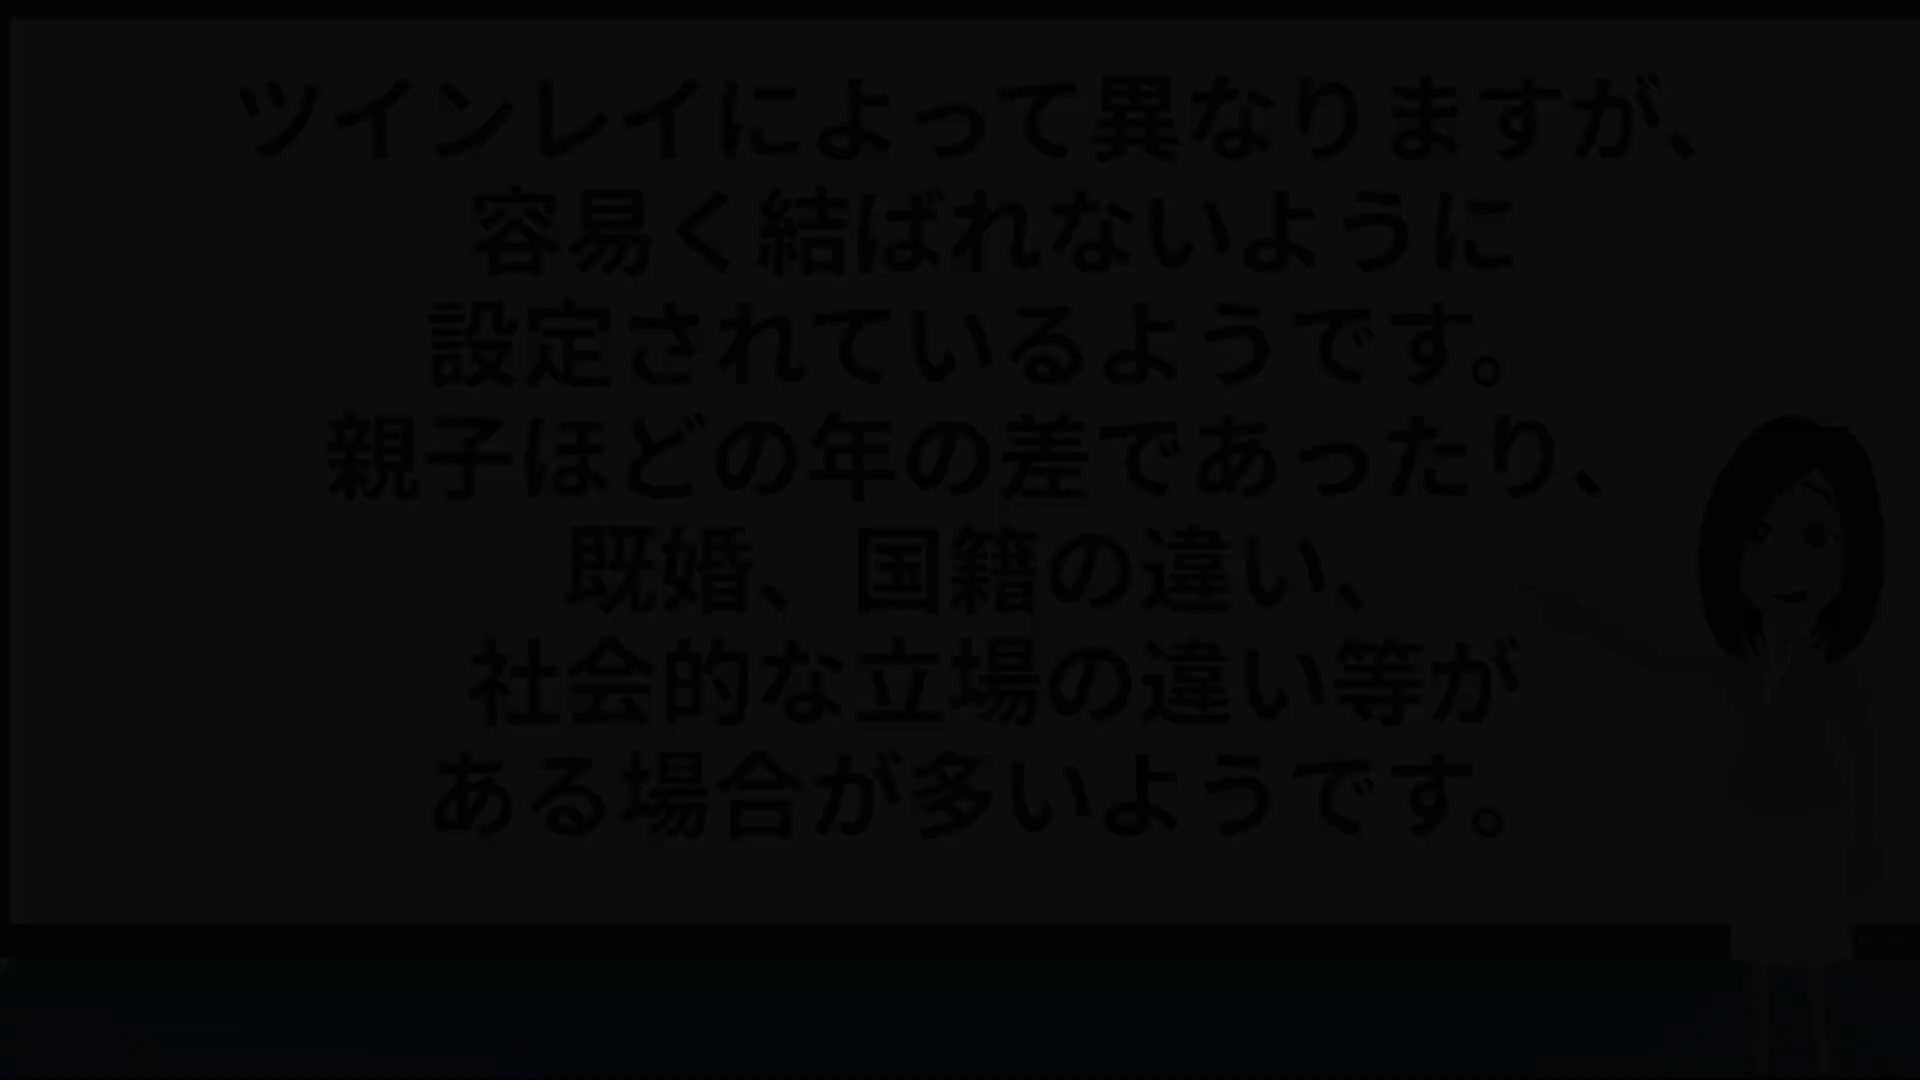 ツインレイによって異なりますが、
容易く結ばれないように
設定されているようです。
親子ほどの年の差であったり、
既婚、国籍の違い、
社会的な立場の違い等が
ある場合が多いようです。